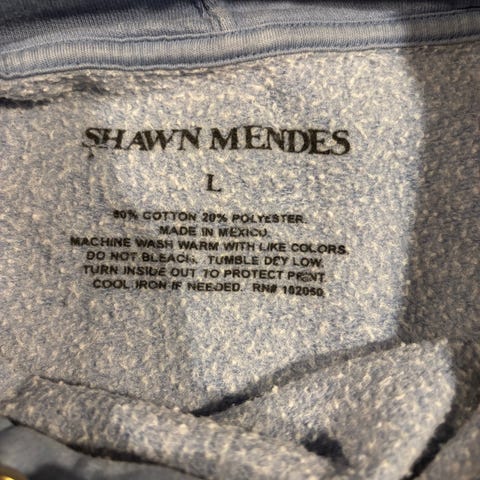 SHAWN MENDES
L
80% COTTON 20% POLYESTER.
MADE IN MEXICO.
MACHINE WASH WARM WITH LIKE COLORS.
DO NOT BLEACH. TUMBLE DRY LOW.
TURN INSIDE OUT TO PROTECT PRINT.
COOL IRON IF NEEDED. RN# 102050